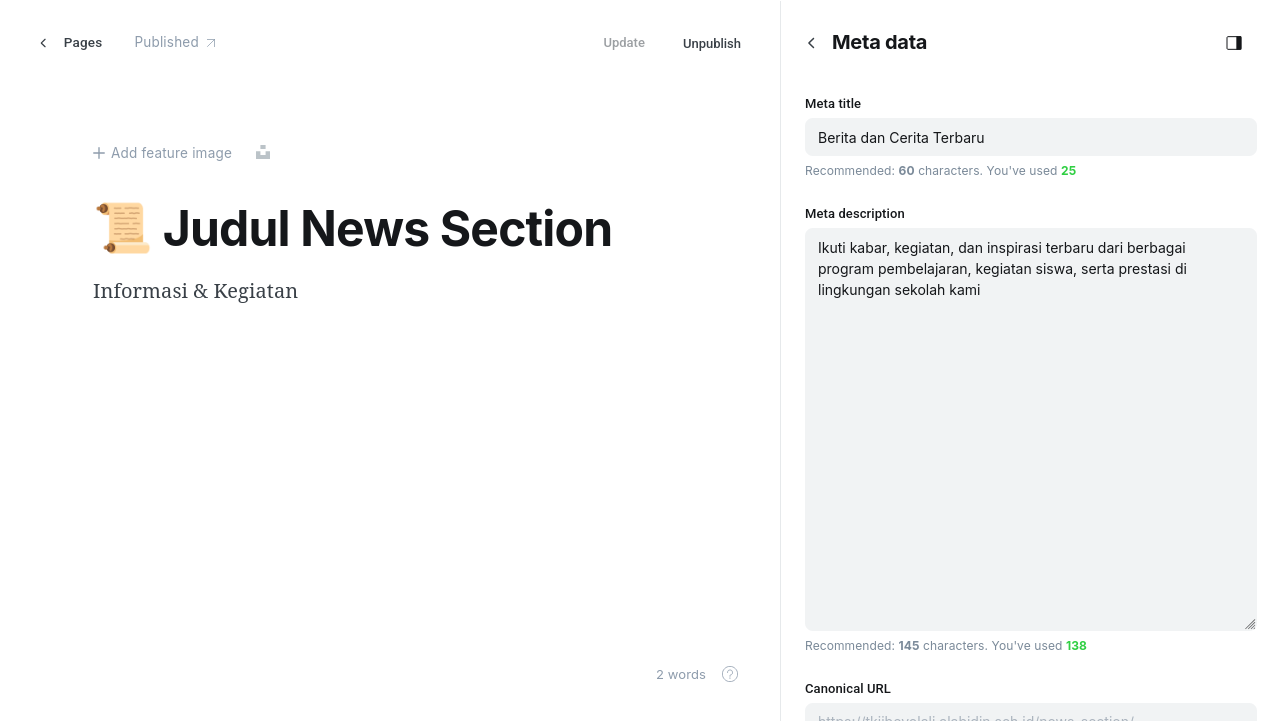 Pages
Published
Update
Unpublish
Add feature image
📜 Judul News Section
Informasi & Kegiatan
2 words
Meta data
Meta title
Berita dan Cerita Terbaru
Recommended: 60 characters. You've used 25
Meta description
Ikuti kabar, kegiatan, dan inspirasi terbaru dari berbagai
program pembelajaran, kegiatan siswa, serta prestasi di
lingkungan sekolah kami
Recommended: 145 characters. You've used 138
Canonical URL